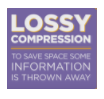 LOSSY
COMPRESSION
TO SAVE SPACE SOME
INFORMATION
IS THROWN AWAY